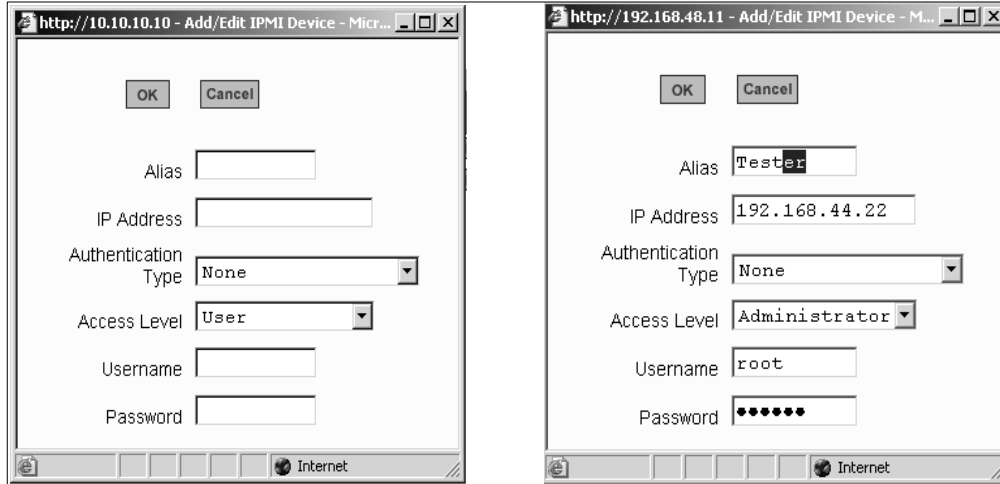 http://10.10.10.10 - Add/Edit IPMI Device - Micr...
OK Cancel
Alias
IP Address
Authentication
Type None
Access Level User
Username
Password
Internet
http://192.168.48.11 - Add/Edit IPMI Device - M...
OK Cancel
Alias Tester
IP Address 192.168.44.22
Authentication
Type None
Access Level Administrator
Username root
Password ●●●●●●
Internet